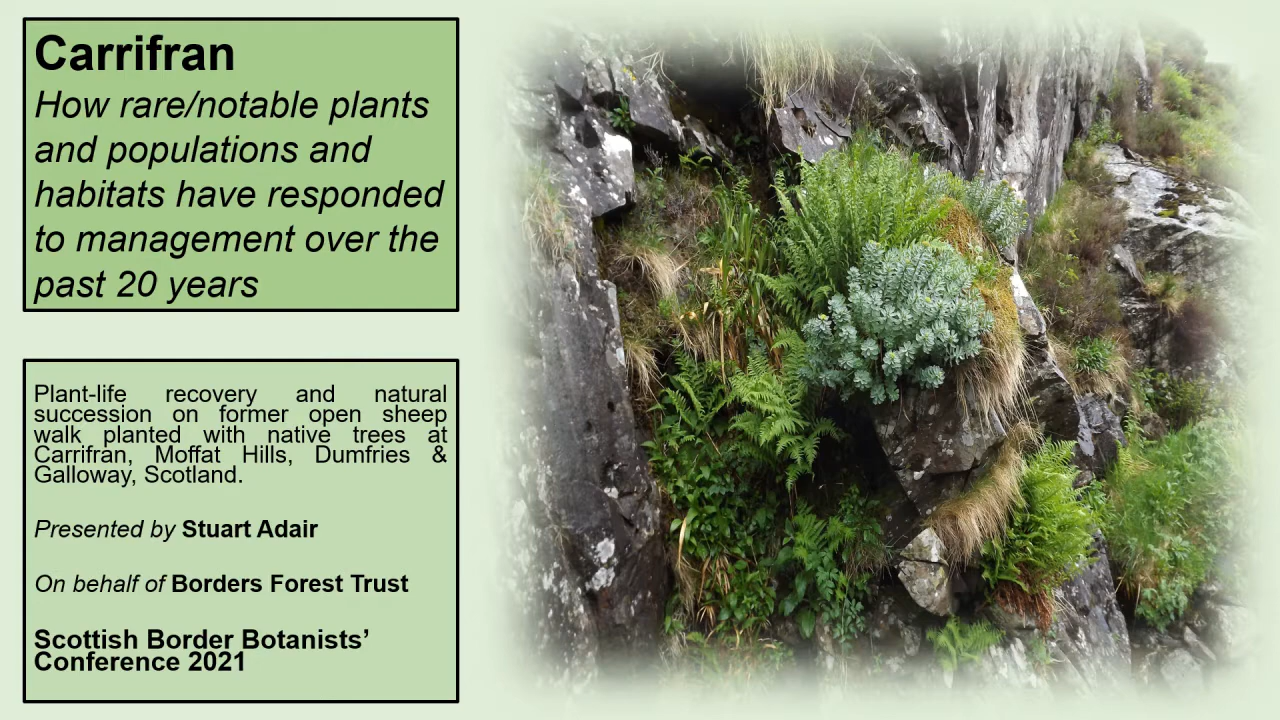 Carrifran
How rare/notable plants
and populations and
habitats have responded
to management over the
past 20 years
Plant-life recovery and natural
succession on former open sheep
walk planted with native trees at
Carrifran, Moffat Hills, Dumfries &
Galloway, Scotland.
Presented by Stuart Adair
On behalf of Borders Forest Trust
Scottish Border Botanists’
Conference 2021